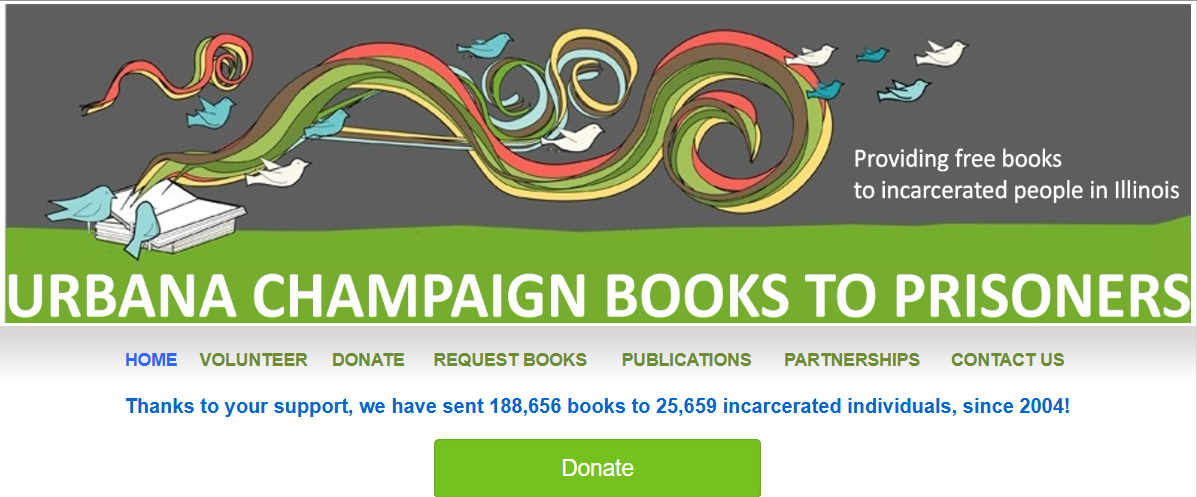 Providing free books
to incarcerated people in Illinois
URBANA CHAMPAIGN BOOKS TO PRISONERS
HOME VOLUNTEER DONATE REQUEST BOOKS PUBLICATIONS PARTNERSHIPS CONTACT US
Thanks to your support, we have sent 188,656 books to 25,659 incarcerated individuals, since 2004!
Donate